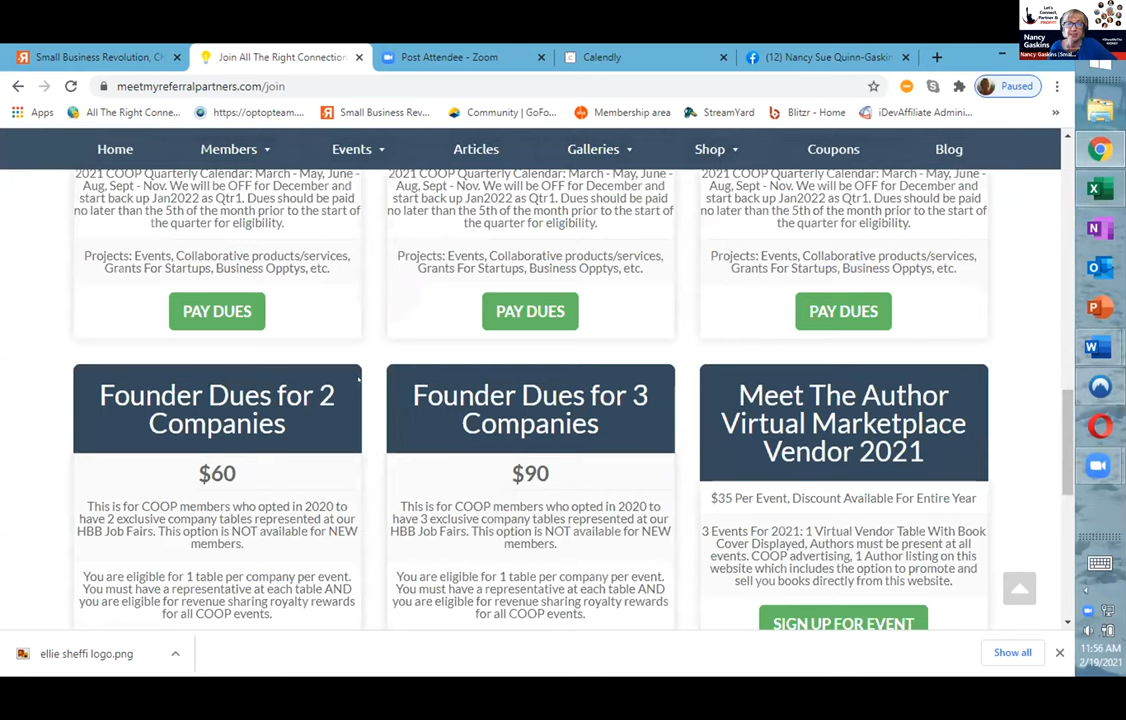 Let's
Connect,
Partner &
PROFIT!
Nancy
Gaskins
Nancy Gaskins (Smal...
Small Business Revolution, Ch
Join All The Right Connection
Post Attendee - Zoom
Calendly
(12) Nancy Sue Quinn-Gaskin
meetmyreferralpartners.com/join
Paused
Apps
All The Right Conne...
https://optopteam....
Small Business Rev...
Community | GoFo...
Membership area
StreamYard
Blitzr - Home
iDevAffiliate Admini...
Home
Members
Events
Articles
Galleries
Shop
Coupons
Blog
2021 COOP Quarterly Calendar: March - May, June -
Aug, Sept - Nov. We will be OFF for December and
start back up Jan2022 as Qtr1. Dues should be paid
no later than the 5th of the month prior to the start of
the quarter for eligibility.
Projects: Events, Collaborative products/services,
Grants For Startups, Business Opptys, etc.
PAY DUES
2021 COOP Quarterly Calendar: March - May, June -
Aug, Sept - Nov. We will be OFF for December and
start back up Jan2022 as Qtr1. Dues should be paid
no later than the 5th of the month prior to the start of
the quarter for eligibility.
Projects: Events, Collaborative products/services,
Grants For Startups, Business Opptys, etc.
PAY DUES
2021 COOP Quarterly Calendar: March - May, June -
Aug, Sept - Nov. We will be OFF for December and
start back up Jan2022 as Qtr1. Dues should be paid
no later than the 5th of the month prior to the start of
the quarter for eligibility.
Projects: Events, Collaborative products/services,
Grants For Startups, Business Opptys, etc.
PAY DUES
Founder Dues for 2
Companies
$60
This is for COOP members who opted in 2020 to
have 2 exclusive company tables represented at our
HBB Job Fairs. This option is NOT available for NEW
members.
You are eligible for 1 table per company per event.
You must have a representative at each table AND
you are eligible for revenue sharing royalty rewards
for all COOP events.
Founder Dues for 3
Companies
$90
This is for COOP members who opted in 2020 to
have 3 exclusive company tables represented at our
HBB Job Fairs. This option is NOT available for NEW
members.
You are eligible for 1 table per company per event.
You must have a representative at each table AND
you are eligible for revenue sharing royalty rewards
for all COOP events.
Meet The Author
Virtual Marketplace
Vendor 2021
$35 Per Event, Discount Available For Entire Year
3 Events For 2021: 1 Virtual Vendor Table With Book
Cover Displayed, Authors must be present at all
events. COOP advertising, 1 Author listing on this
website which includes the option to promote and
sell you books directly from this website.
SIGN UP FOR EVENT
ellie sheffi logo.png
Show all
11:56 AM
2/19/2021